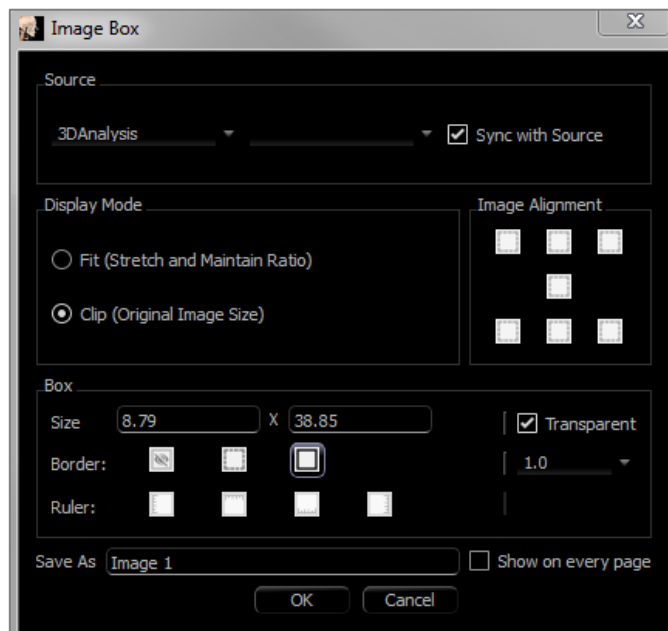 Image Box
Source
3DAnalysis
Sync with Source
Display Mode
Image Alignment
Fit (Stretch and Maintain Ratio)
Clip (Original Image Size)
Box
Size 8.79 X 38.85
Transparent
Border:
1.0
Ruler:
Save As Image 1
Show on every page
OK Cancel